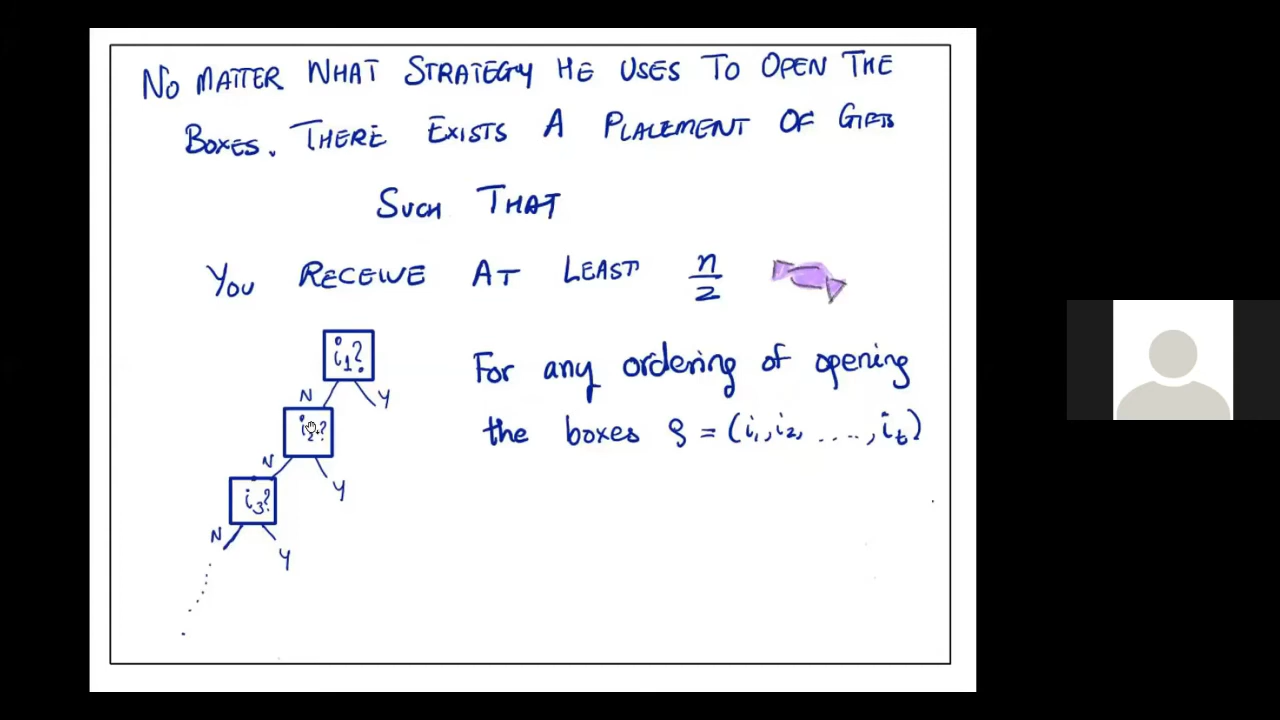 NO MATTER WHAT STRATEGY HE USES TO OPEN THE
BOXES. THERE EXISTS A PLACEMENT OF GIFTS
SUCH THAT
YOU RECEIVE AT LEAST n/2
i₁?
N Y
For any ordering of opening
i₂?
the boxes S = (i₁, i₂, ....., iₜ)
N Y
i₃?
N Y